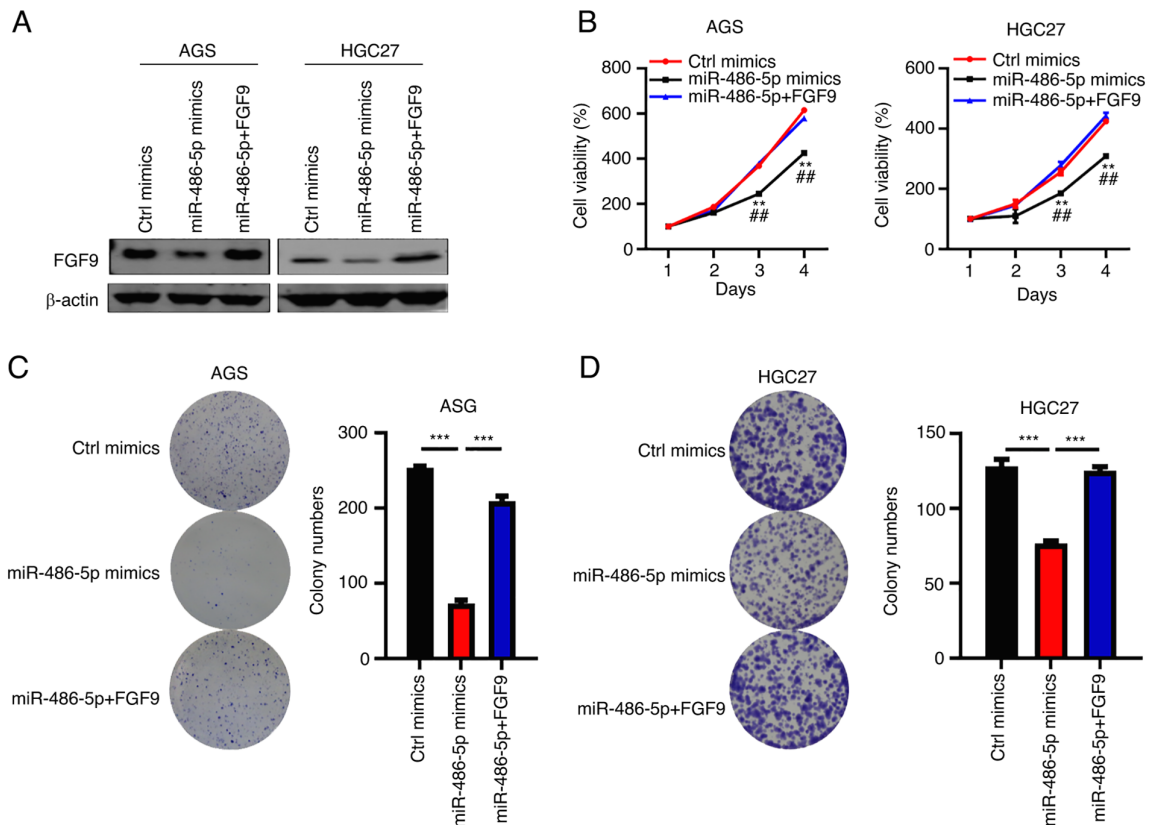 A
AGS
HGC27
Ctrl mimics
miR-486-5p mimics
miR-486-5p+FGF9
Ctrl mimics
miR-486-5p mimics
miR-486-5p+FGF9
FGF9
β-actin
B
AGS
Ctrl mimics
miR-486-5p mimics
miR-486-5p+FGF9
Cell viability (%)
800
600
400
200
0
**
##
**
##
1 2 3 4
Days
HGC27
Ctrl mimics
miR-486-5p mimics
miR-486-5p+FGF9
Cell viability (%)
600
400
200
0
**
##
**
##
1 2 3 4
Days
C
AGS
Ctrl mimics
miR-486-5p mimics
miR-486-5p+FGF9
ASG
Colony numbers
300
200
100
0
*** ***
Ctrl mimics
miR-486-5p mimics
miR-486-5p+FGF9
D
HGC27
Ctrl mimics
miR-486-5p mimics
miR-486-5p+FGF9
HGC27
Colony numbers
150
100
50
0
*** ***
Ctrl mimics
miR-486-5p mimics
miR-486-5p+FGF9